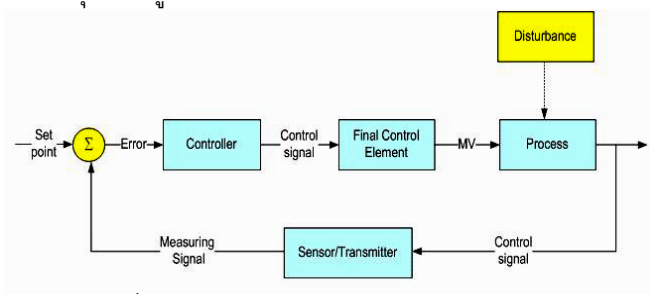 Disturbance
Set
point
Σ
Error
Controller
Control
signal
Final Control
Element
MV
Process
Measuring
Signal
Sensor/Transmitter
Control
signal